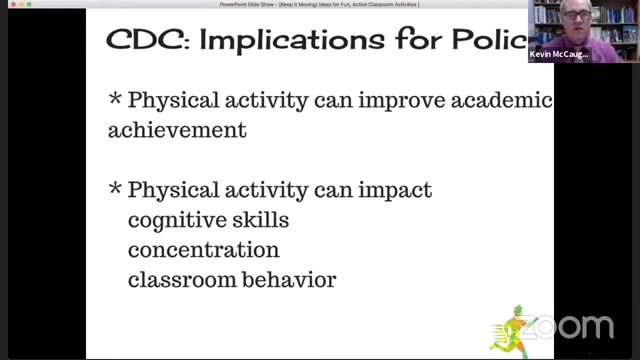 PowerPoint Slide Show - [Keep It Moving! Ideas for Fun, Active Classroom Activities ]
CDC: Implications for Polic
Kevin McCaug...
* Physical activity can improve academic
achievement
* Physical activity can impact
cognitive skills
concentration
classroom behavior
zoom